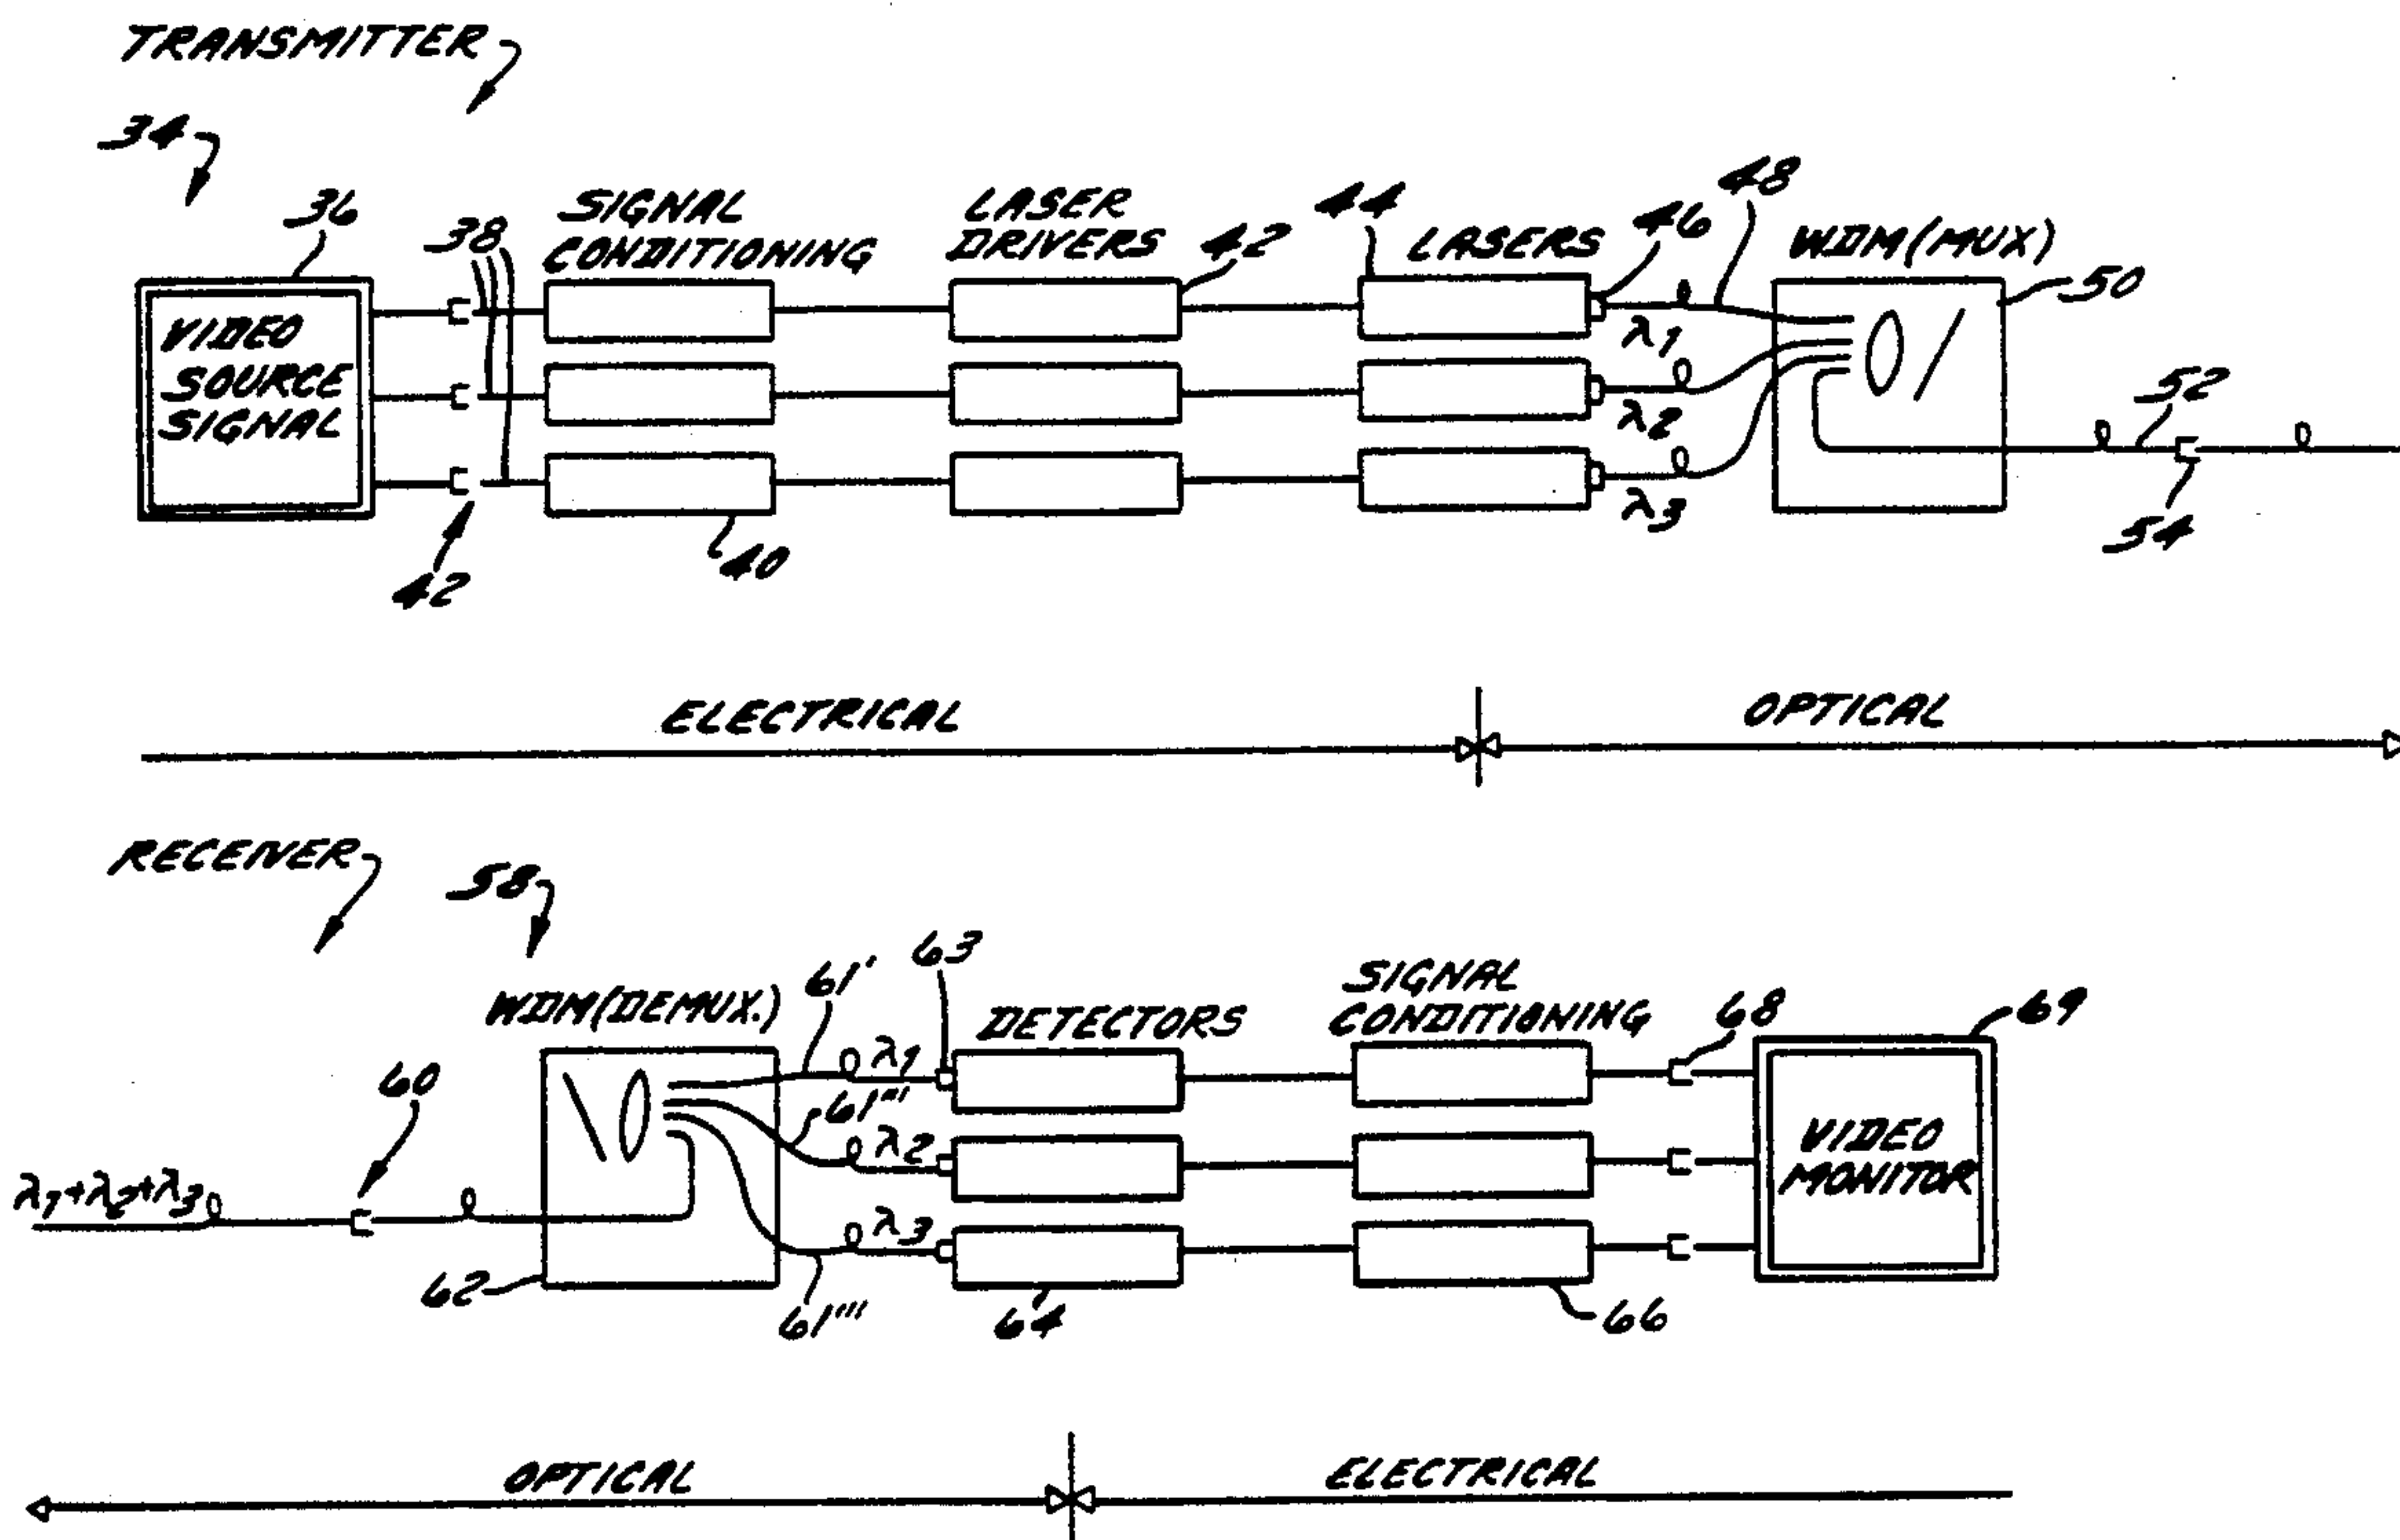 TRANSMITTER
34
36
38
SIGNAL
CONDITIONING
LASER
DRIVERS
42
44
LASERS
46
48
WDM(MUX)
50
VIDEO
SOURCE
SIGNAL
λ1
λ2
λ3
52
54
42
40
ELECTRICAL
OPTICAL
RECEIVER
58
WDM(DEMUX.)
61'
63
DETECTORS
SIGNAL
CONDITIONING
68
69
60
λ1
61'''
λ2
λ3
λ1+λ2+λ3
VIDEO
MONITOR
62
61'''
64
66
OPTICAL
ELECTRICAL